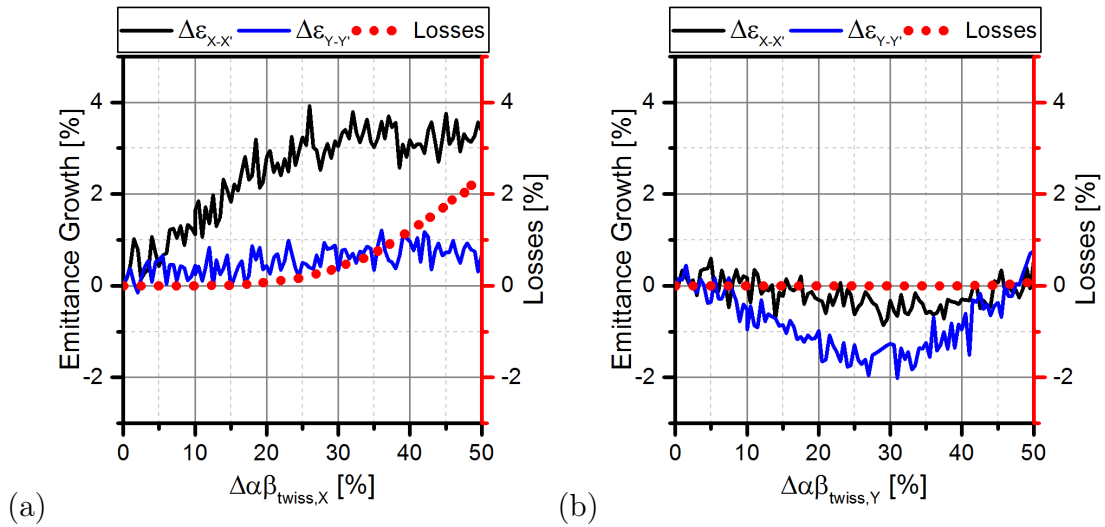 Δε_X-X' Δε_Y-Y' Losses
Emittance Growth [%]
4
2
0
-2
0 10 20 30 40 50
Δαβ_twiss,X [%]
4
2
0
-2
Losses [%]
(a)
Δε_X-X' Δε_Y-Y' Losses
Emittance Growth [%]
4
2
0
-2
0 10 20 30 40 50
Δαβ_twiss,Y [%]
4
2
0
-2
Losses [%]
(b)